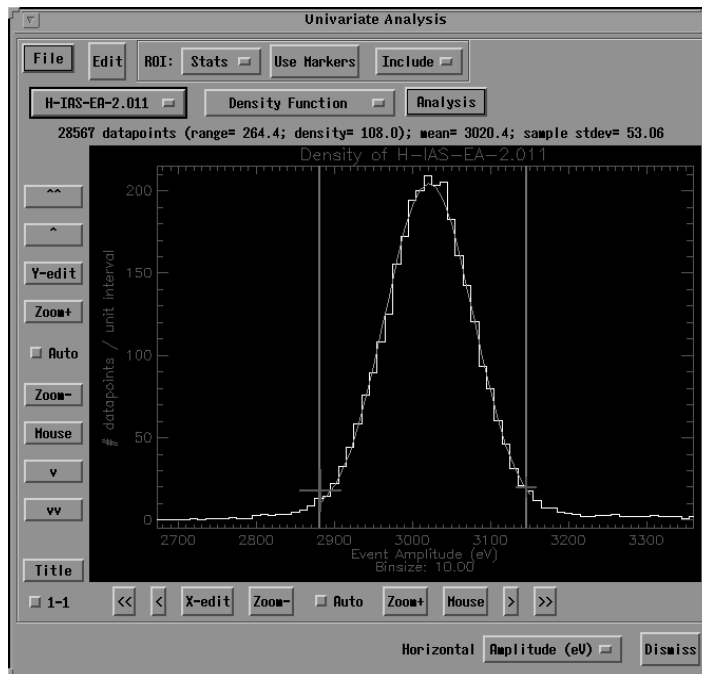 Univariate Analysis
File Edit ROI: Stats Use Markers Include
H-IAS-EA-2.011 Density Function Analysis
28567 datapoints (range= 264.4; density= 108.0); mean= 3020.4; sample stdev= 53.06
Density of H-IAS-EA-2.011
^^
^
Y-edit
Zoom+
Auto
Zoom-
Mouse
v
vv
Title
1-1
# datapoints / unit interval
200
150
100
50
0
2700 2800 2900 3000 3100 3200 3300
Event Amplitude (eV)
Binsize: 10.00
<< < X-edit Zoom- Auto Zoom+ Mouse > >>
Horizontal Amplitude (eV) Dismiss